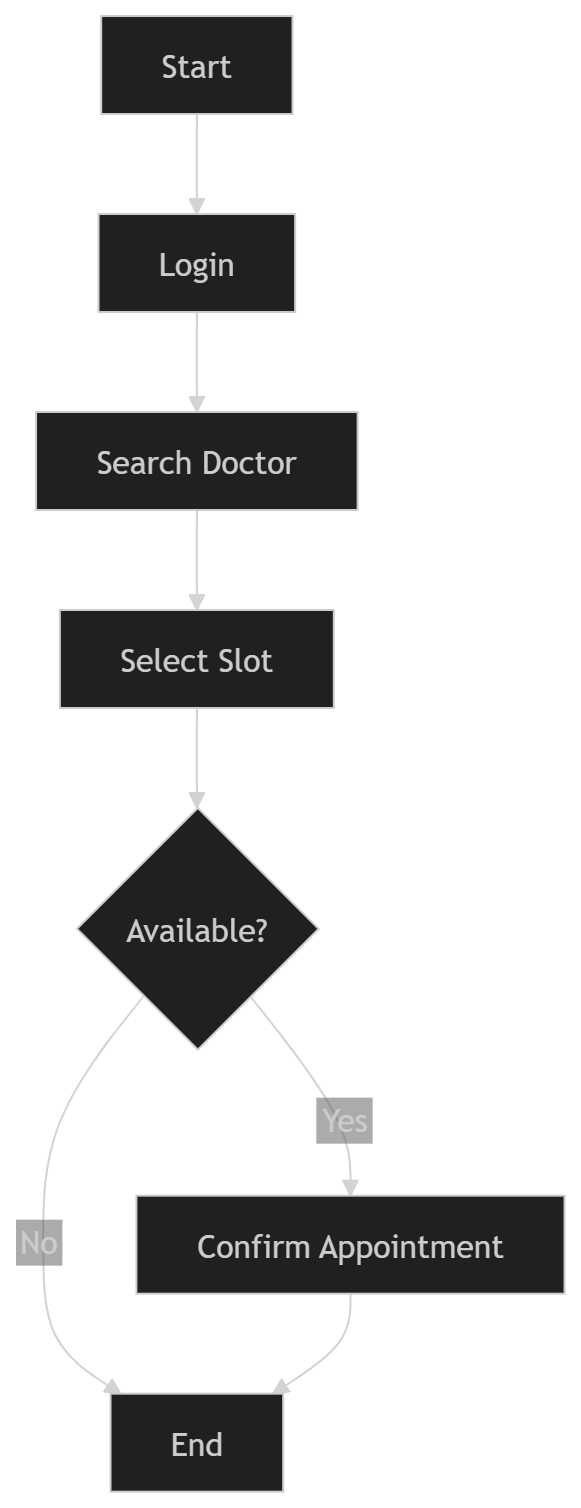 Start
Login
Search Doctor
Select Slot
Available?
Yes
No
Confirm Appointment
End